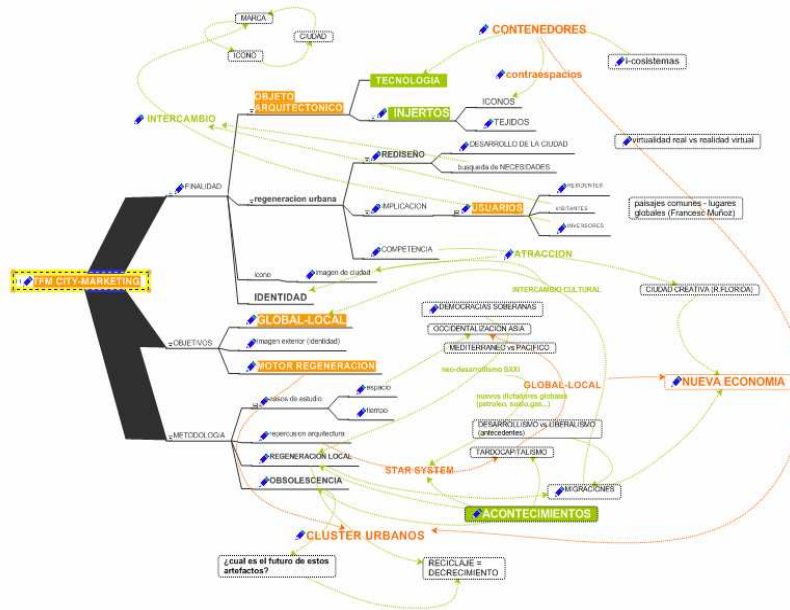 MARCA
CIUDAD
ICONO
CONTENEDORES
i-cosistemas
contraespacios
TECNOLOGIA
OBJETO
ARQUITECTONICO
INJERTOS
ICONOS
TEJIDOS
INTERCAMBIO
DESARROLLO DE LA CIUDAD
REDISEÑO
busqueda de NECESIDADES
virtualidad real vs realidad virtual
FINALIDAD
regeneracion urbana
RESIDENTES
IMPLICACION
USUARIOS
VISITANTES
INVERSORES
paisajes comunes - lugares
globales (Francesc Muñoz)
COMPETENCIA
ATRACCION
icono
imagen de ciudad
TFM CITY-MARKETING
INTERCAMBIO CULTURAL
CIUDAD CREATIVA (R.FLORIDA)
IDENTIDAD
DEMOCRACIAS SOBERANAS
GLOBAL-LOCAL
OCCIDENTALIZACION ASIA
OBJETIVOS
imagen exterior (identidad)
MEDITERRANEO vs PACIFICO
MOTOR REGENERACION
neo-desarrollismo SXXI
GLOBAL-LOCAL
NUEVA ECONOMIA
espacio
casos de estudio
nuevos dictadores globales
(petroleo, suelo,gas...)
tiempo
DESARROLLISMO vs LIBERALISMO
(antecedentes)
METODOLOGIA
repercusion arquitectura
TARDOCAPITALISMO
REGENERACION LOCAL
STAR SYSTEM
OBSOLESCENCIA
MIGRACIONES
ACONTECIMIENTOS
CLUSTER URBANOS
¿cual es el futuro de estos
artefactos?
RECICLAJE =
DECRECIMIENTO